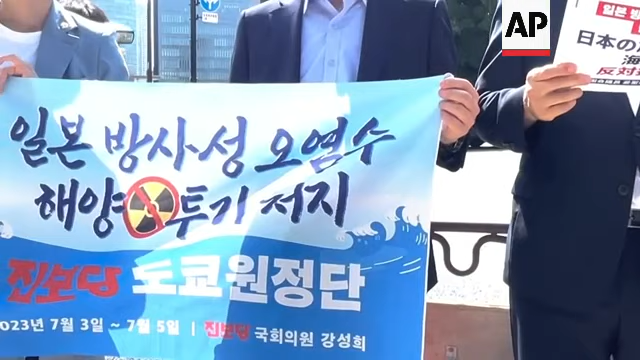 AP
일본 방사성 오염수
해양 투기 저지
진보당 도쿄원정단
2023년 7월 3일 ~ 7월 5일 | 진보당 국회의원 강성희
일본
日本の
海
反対